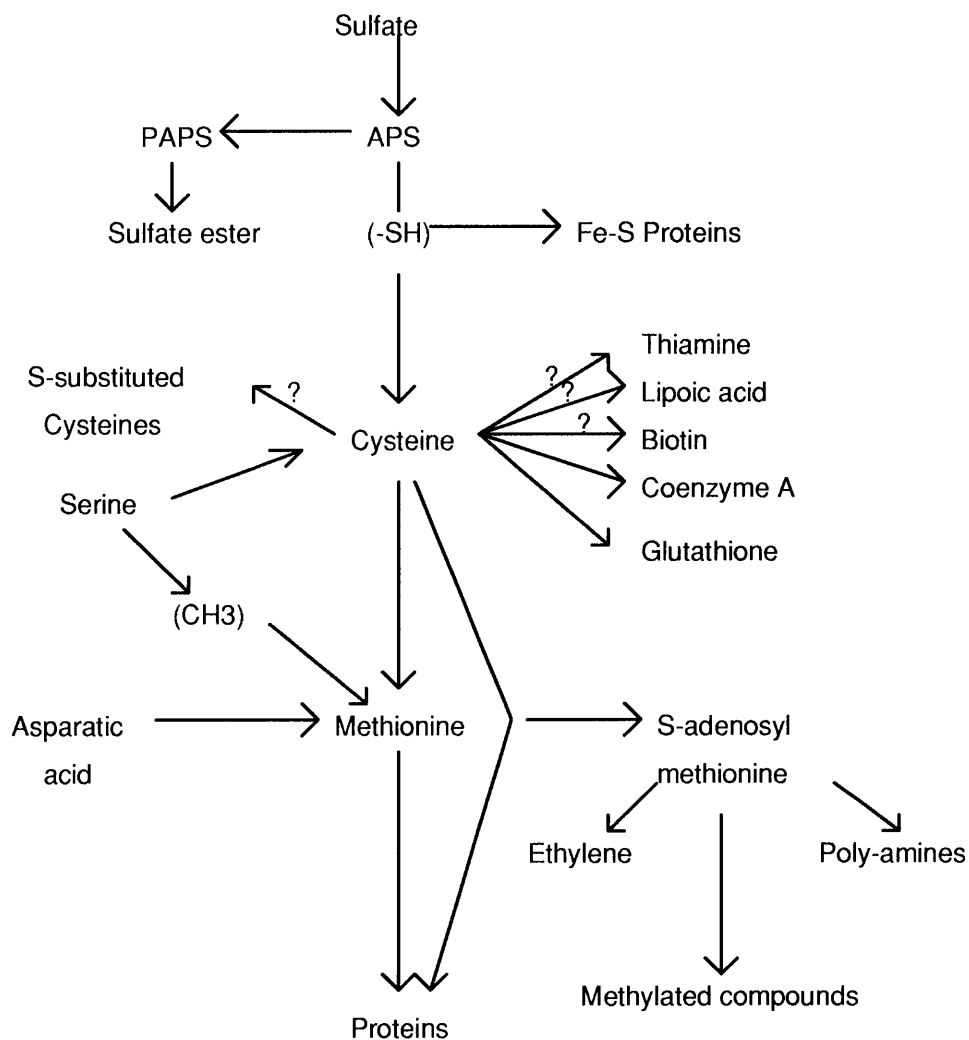 Sulfate
PAPS
APS
Sulfate ester
(-SH)
Fe-S Proteins
S-substituted
Cysteines
?
Cysteine
?
?
?
Thiamine
Lipoic acid
Biotin
Coenzyme A
Glutathione
Serine
(CH3)
Asparatic
acid
Methionine
S-adenosyl
methionine
Ethylene
Poly-amines
Methylated compounds
Proteins